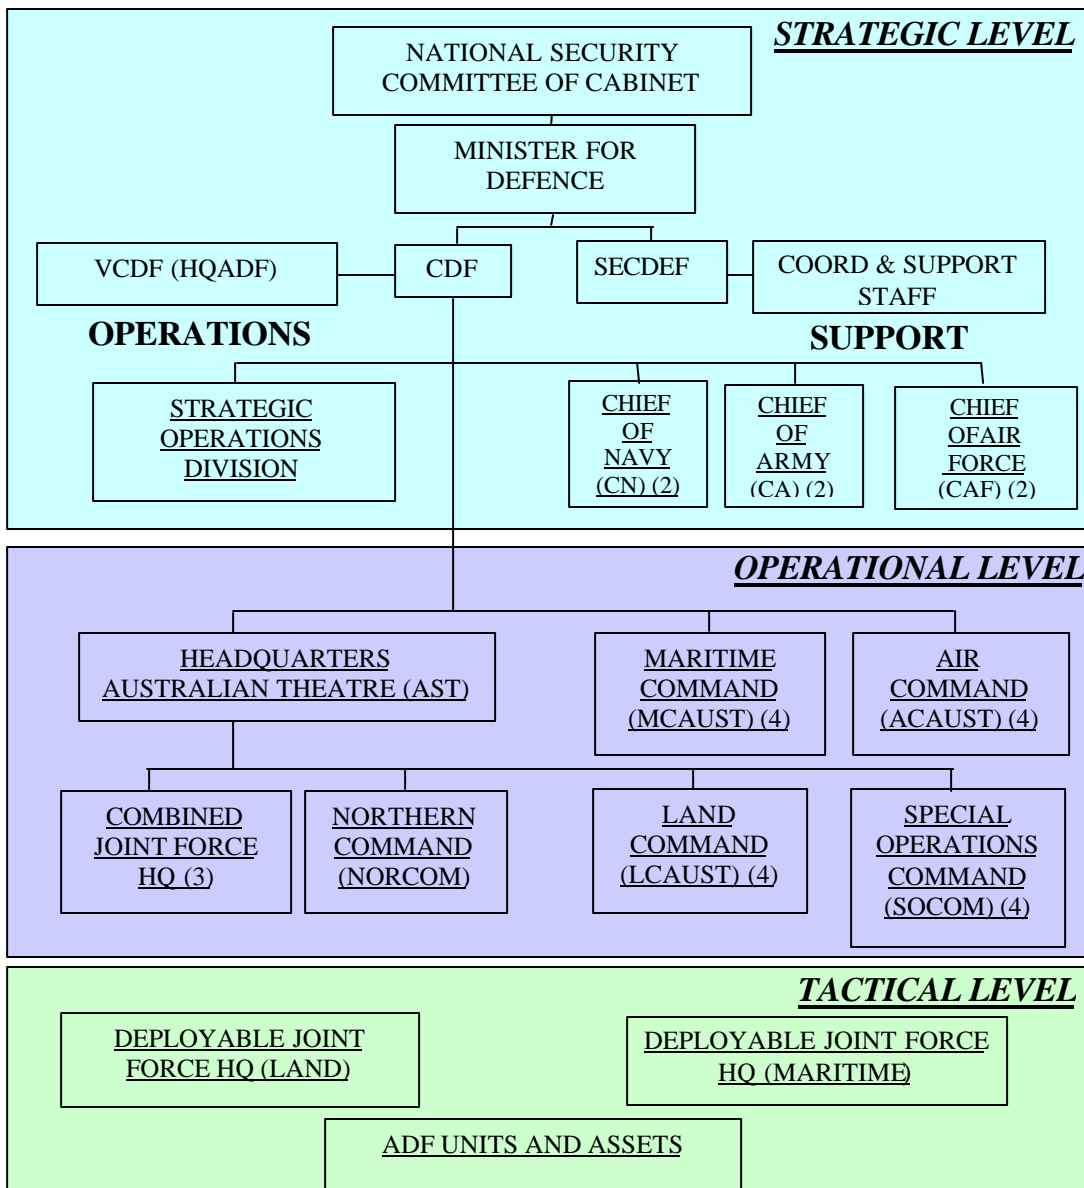 STRATEGIC LEVEL
NATIONAL SECURITY
COMMITTEE OF CABINET
MINISTER FOR
DEFENCE
VCDF (HQADF)
CDF
SECDEF
COORD & SUPPORT
STAFF
OPERATIONS
SUPPORT
STRATEGIC
OPERATIONS
DIVISION
CHIEF
OF
NAVY
(CN) (2)
CHIEF
OF
ARMY
(CA) (2)
CHIEF
OFAIR
FORCE
(CAF) (2)
OPERATIONAL LEVEL
HEADQUARTERS
AUSTRALIAN THEATRE (AST)
MARITIME
COMMAND
(MCAUST) (4)
AIR
COMMAND
(ACAUST) (4)
COMBINED
JOINT FORCE
HQ (3)
NORTHERN
COMMAND
(NORCOM)
LAND
COMMAND
(LCAUST) (4)
SPECIAL
OPERATIONS
COMMAND
(SOCOM) (4)
TACTICAL LEVEL
DEPLOYABLE JOINT
FORCE HQ (LAND)
DEPLOYABLE JOINT FORCE
HQ (MARITIME)
ADF UNITS AND ASSETS